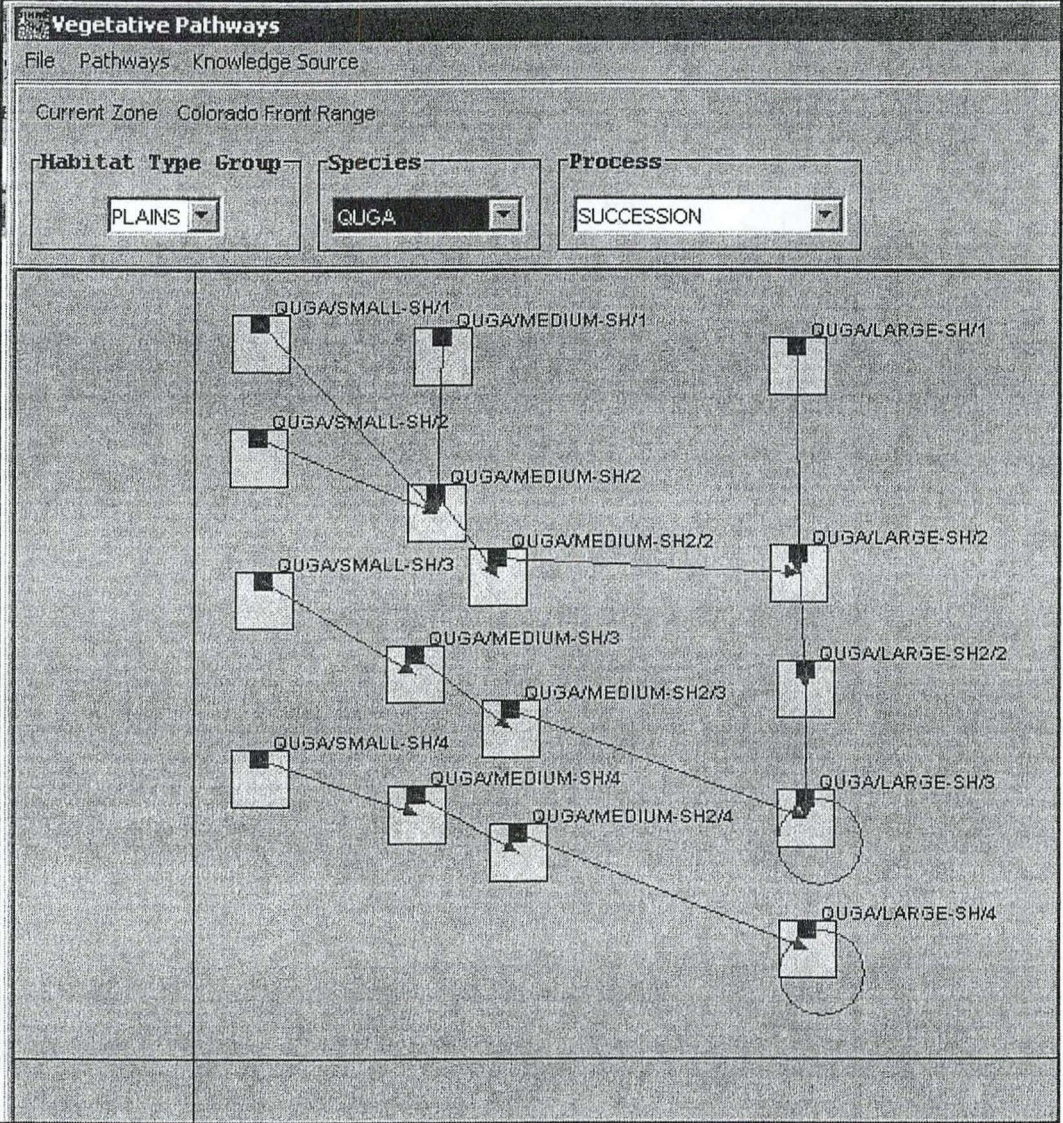 Vegetative Pathways
File Pathways Knowledge Source
Current Zone Colorado Front Range
Habitat Type Group Species Process
PLAINS QUGA SUCCESSION
QUGA/SMALL-SH/1
QUGA/MEDIUM-SH/1
QUGA/LARGE-SH/1
QUGA/SMALL-SH/2
QUGA/MEDIUM-SH/2
QUGA/MEDIUM-SH2/2
QUGA/LARGE-SH/2
QUGA/SMALL-SH/3
QUGA/MEDIUM-SH/3
QUGA/LARGE-SH2/2
QUGA/MEDIUM-SH2/3
QUGA/SMALL-SH/4
QUGA/MEDIUM-SH/4
QUGA/LARGE-SH/3
QUGA/MEDIUM-SH2/4
QUGA/LARGE-SH/4